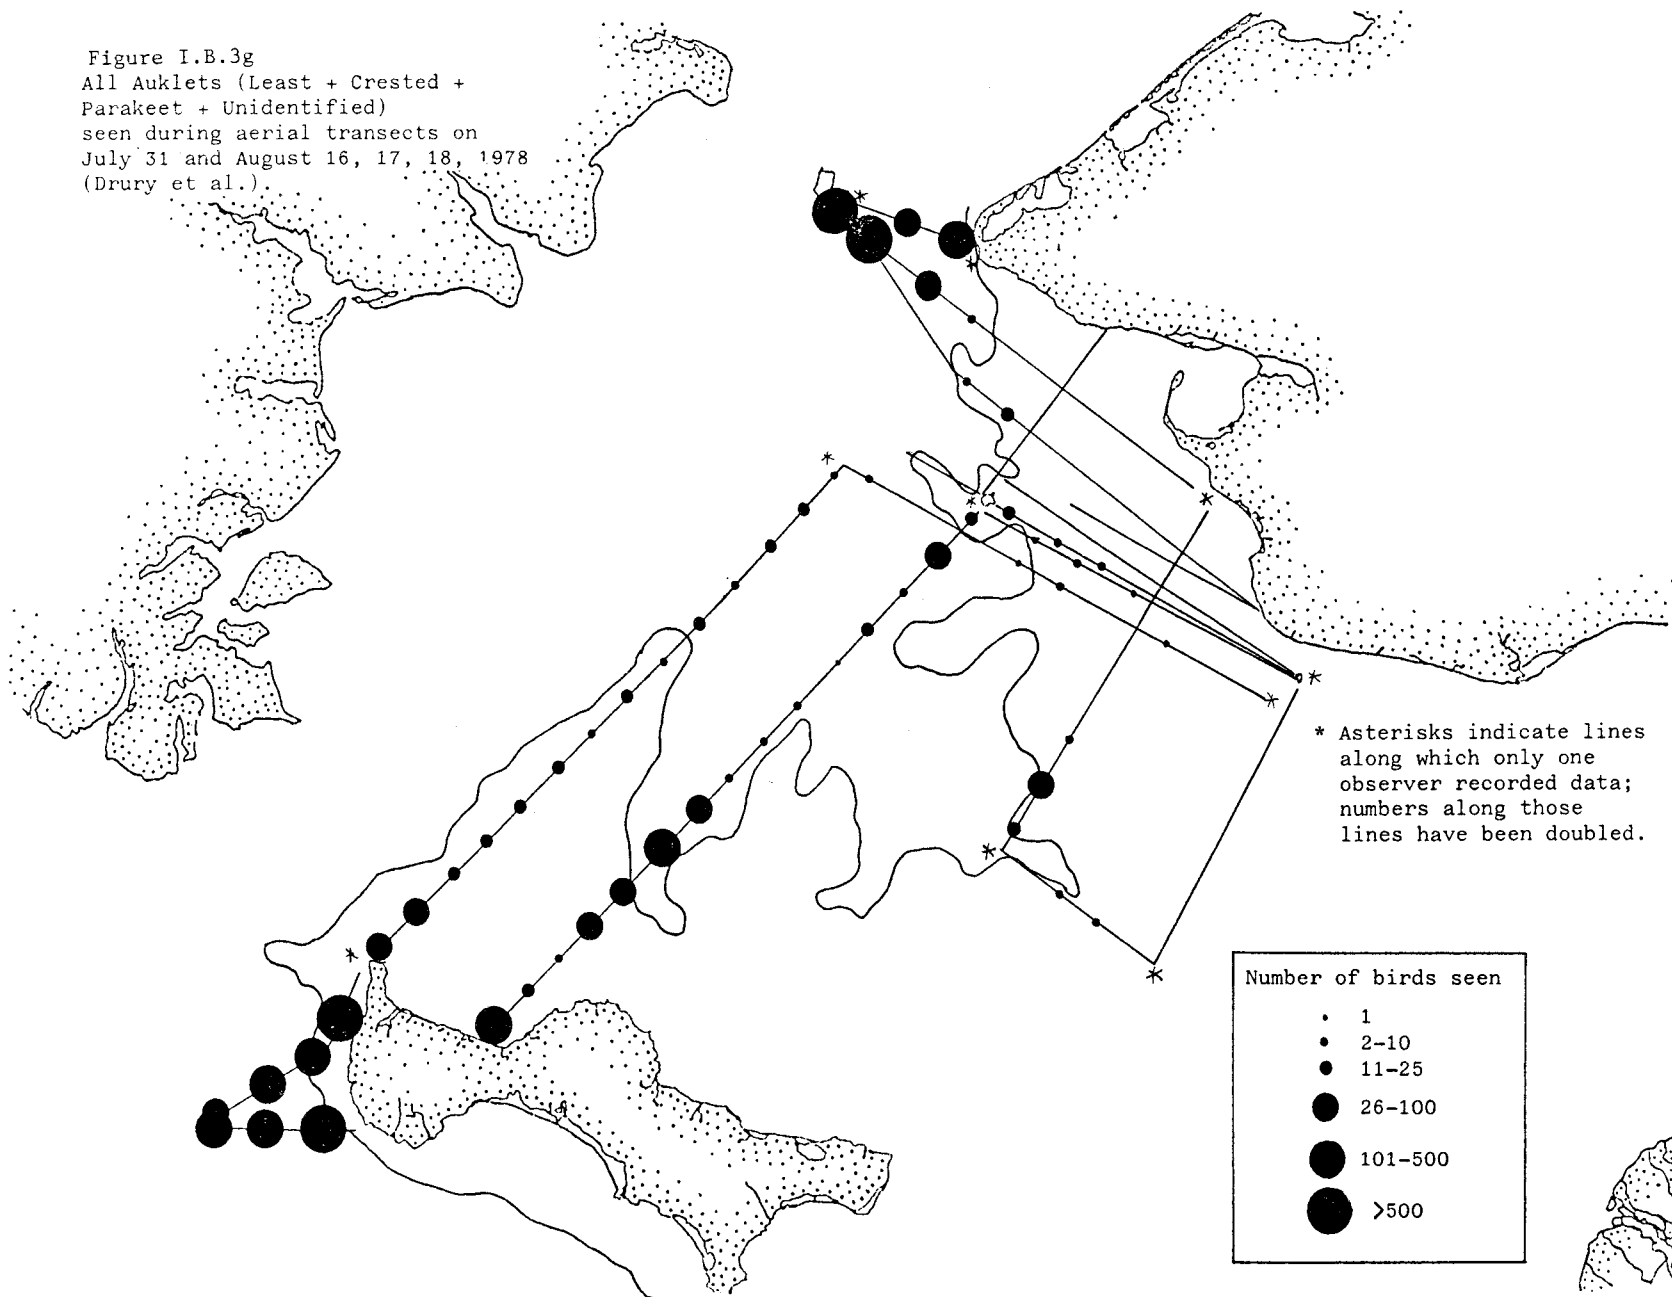 Figure I.B.3g
All Auklets (Least + Crested +
Parakeet + Unidentified)
seen during aerial transects on
July 31 and August 16, 17, 18, 1978
(Drury et al.).
* Asterisks indicate lines
along which only one
observer recorded data;
numbers along those
lines have been doubled.
Number of birds seen
1
2-10
11-25
26-100
101-500
>500